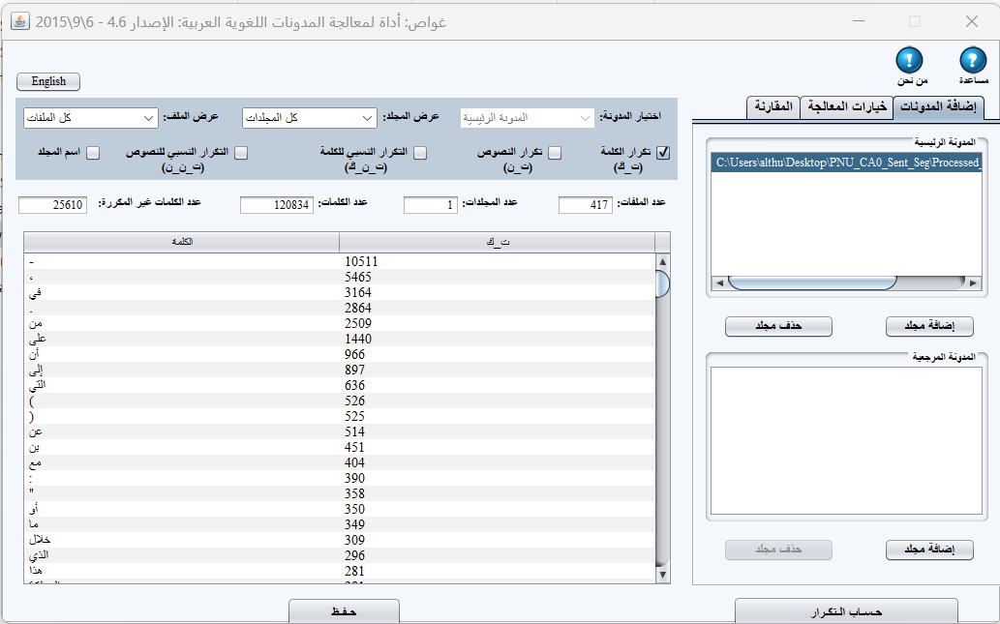 غواص: أداة لمعالجة المدونات اللغوية العربية: الإصدار 4.6 - 6\9\2015
مساعدة
من نحن
English
إضافة المدونات
خيارات المعالجة
المقارنة
اختيار المدونة: المدونة الرئيسية
عرض المجلد: كل المجلدات
عرض الملف: كل الملفات
تكرار الكلمة (ت_ك)
تكرار النصوص (ت_ن)
التكرار النسبي للكلمة (ت_ن_ك)
التكرار النسبي للنصوص (ت_ن_ن)
اسم المجلد
عدد الملفات: 417
عدد المجلدات: 1
عدد الكلمات: 120834
عدد الكلمات غير المكررة: 25610
الكلمة ت_ك
- 10511
، 5465
في 3164
. 2864
من 2509
على 1440
أن 966
إلى 897
التي 636
( 526
) 525
عن 514
بن 451
مع 404
: 390
" 358
أو 350
ما 349
خلال 309
الذي 296
هذا 281
حـفـظ
المدونة الرئيسية
C:\Users\althu\Desktop\PNU_CA0_Sent_Seg\Processed_
إضافة مجلد
حذف مجلد
المدونة المرجعية
إضافة مجلد
حذف مجلد
حـسـاب الـتكـرار